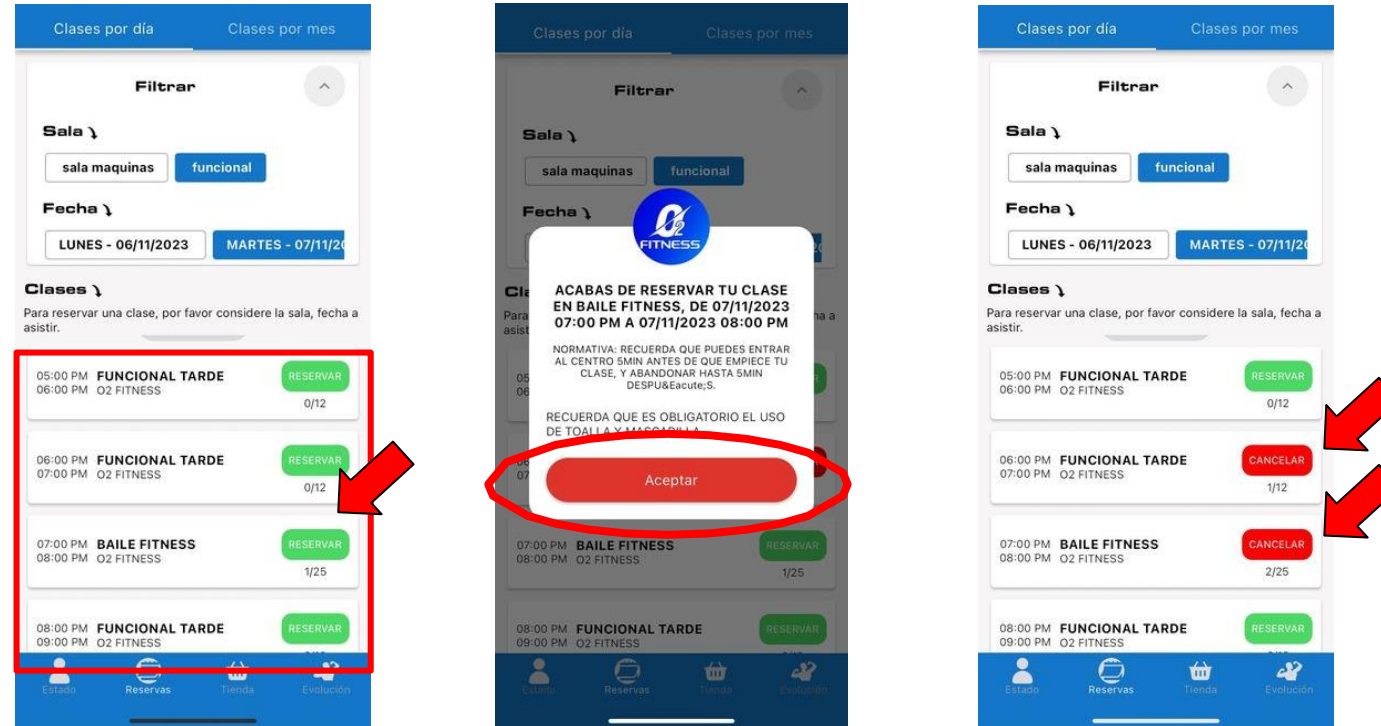 Clases por día
Clases por mes
Filtrar
Sala
sala maquinas
funcional
Fecha
LUNES - 06/11/2023
MARTES - 07/11/20
Clases
Para reservar una clase, por favor considere la sala, fecha a
asistir.
05:00 PM FUNCIONAL TARDE
06:00 PM O2 FITNESS
RESERVAR
0/12
06:00 PM FUNCIONAL TARDE
07:00 PM O2 FITNESS
RESERVAR
0/12
07:00 PM BAILE FITNESS
08:00 PM O2 FITNESS
RESERVAR
1/25
08:00 PM FUNCIONAL TARDE
09:00 PM O2 FITNESS
RESERVAR
Estado
Reservas
Tienda
Evolución
Clases por día
Clases por mes
Filtrar
Sala
sala maquinas
funcional
Fecha
O2
FITNESS
ACABAS DE RESERVAR TU CLASE
EN BAILE FITNESS, DE 07/11/2023
07:00 PM A 07/11/2023 08:00 PM
NORMATIVA: RECUERDA QUE PUEDES ENTRAR
AL CENTRO 5MIN ANTES DE QUE EMPIECE TU
CLASE, Y ABANDONAR HASTA 5MIN
DESPU&Eacute;S.
RECUERDA QUE ES OBLIGATORIO EL USO
DE TOALLA Y MASCARILLA
Aceptar
07:00 PM BAILE FITNESS
08:00 PM O2 FITNESS
RESERVAR
1/25
08:00 PM FUNCIONAL TARDE
09:00 PM O2 FITNESS
RESERVAR
Estado
Reservas
Tienda
Evolución
Clases por día
Clases por mes
Filtrar
Sala
sala maquinas
funcional
Fecha
LUNES - 06/11/2023
MARTES - 07/11/20
Clases
Para reservar una clase, por favor considere la sala, fecha a
asistir.
05:00 PM FUNCIONAL TARDE
06:00 PM O2 FITNESS
RESERVAR
0/12
06:00 PM FUNCIONAL TARDE
07:00 PM O2 FITNESS
CANCELAR
1/12
07:00 PM BAILE FITNESS
08:00 PM O2 FITNESS
CANCELAR
2/25
08:00 PM FUNCIONAL TARDE
09:00 PM O2 FITNESS
RESERVAR
Estado
Reservas
Tienda
Evolución